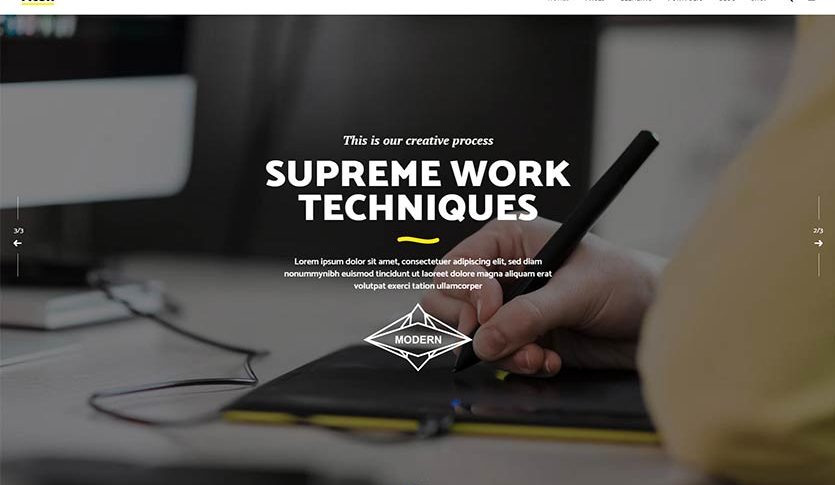 This is our creative process
SUPREME WORK
TECHNIQUES
3/3
2/3
Lorem ipsum dolor sit amet, consectetuer adipiscing elit, sed diam
nonummynibh euismod tincidunt ut laoreet dolore magna aliquam erat
volutpat exerci tation ullamcorper
MODERN